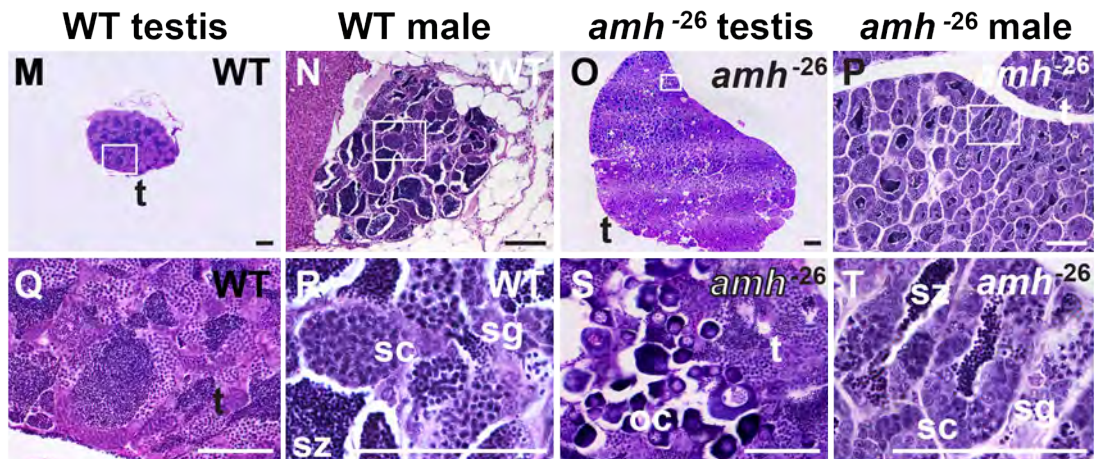 WT testis WT male amh -26 testis amh -26 male
M WT N WT O amh -26 P amh -26
t t t
Q WT R WT S amh -26 T amh -26
sz
sg t
sc
t oc sg
sz sc